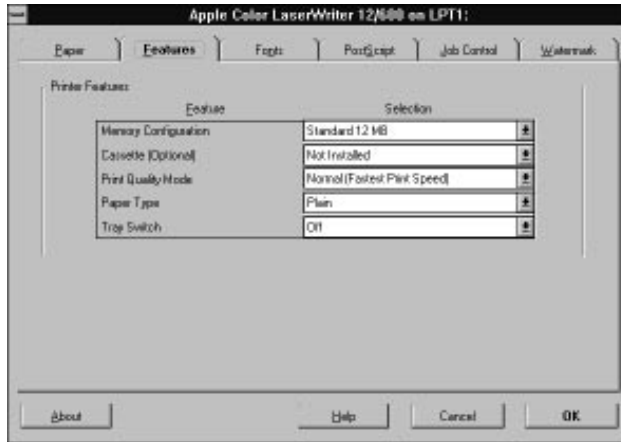 Apple Color LaserWriter 12/600 on LPT1:
Paper Features Fonts PostScript Job Control Watermark
Printer Features
Feature Selection
Memory Configuration Standard 12 MB
Cassette (Optional) Not Installed
Print Quality Mode Normal (Fastest Print Speed)
Paper Type Plain
Tray Switch Off
About Help Cancel OK